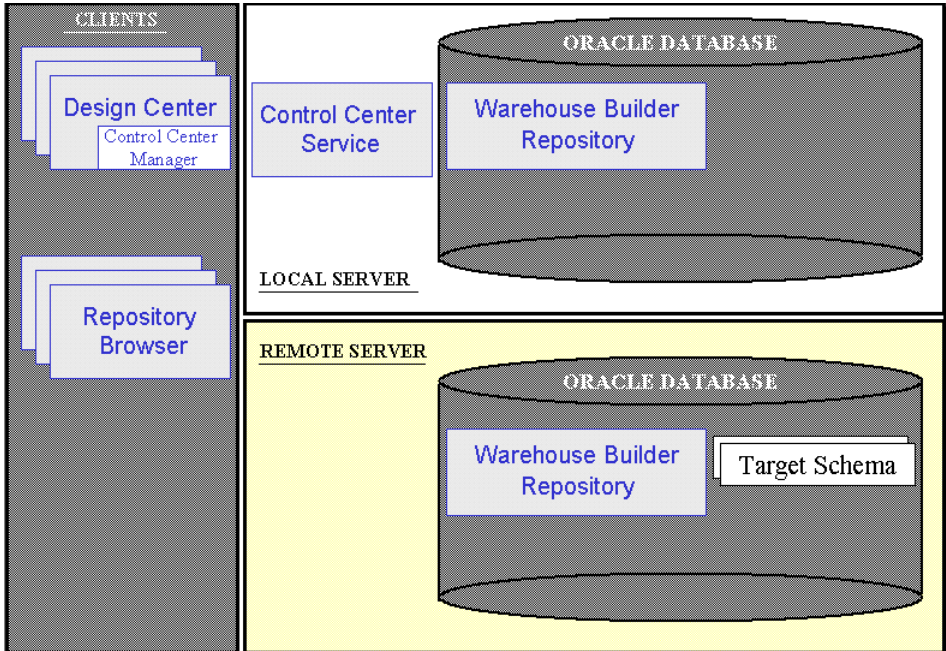 CLIENTS
Design Center
Control Center
Manager
Repository
Browser
ORACLE DATABASE
Control Center
Service
Warehouse Builder
Repository
LOCAL SERVER
REMOTE SERVER
ORACLE DATABASE
Warehouse Builder
Repository
Target Schema